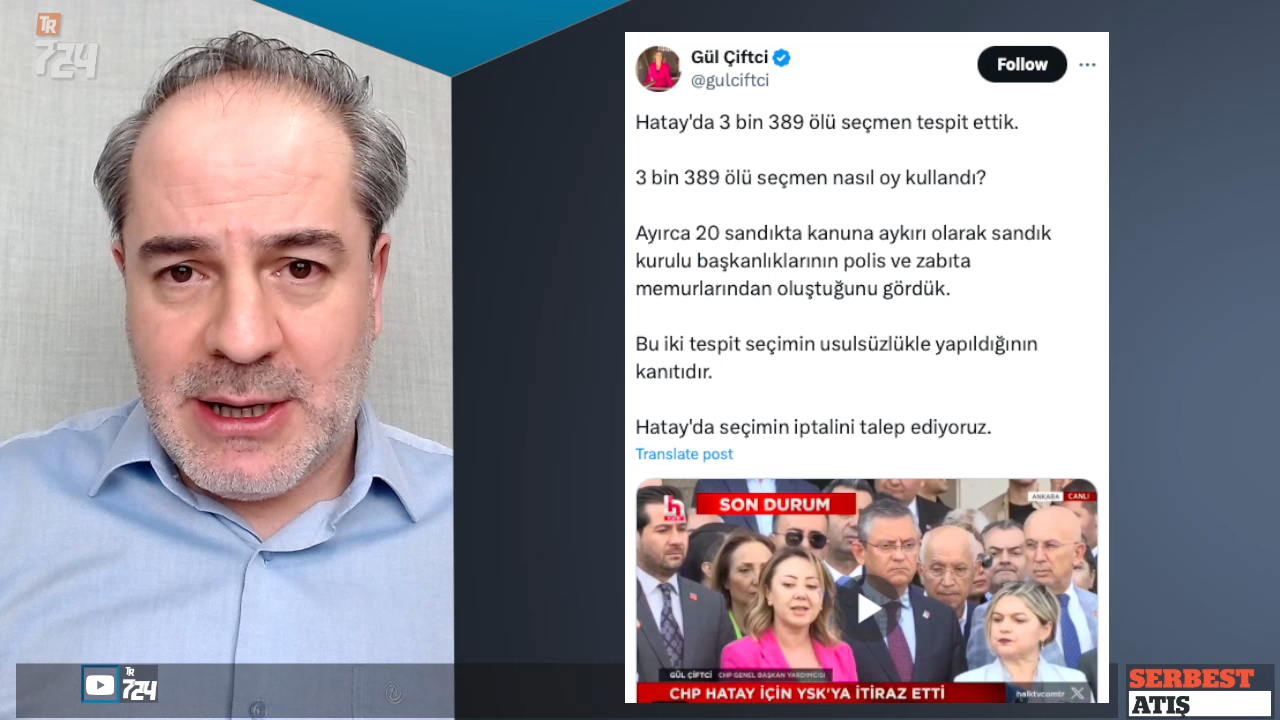 TR
724
Gül Çiftci
@gulciftci
Follow
Hatay'da 3 bin 389 ölü seçmen tespit ettik.
3 bin 389 ölü seçmen nasıl oy kullandı?
Ayırca 20 sandıkta kanuna aykırı olarak sandık
kurulu başkanlıklarının polis ve zabıta
memurlarından oluştuğunu gördük.
Bu iki tespit seçimin usulsüzlükle yapıldığının
kanıtıdır.
Hatay'da seçimin iptalini talep ediyoruz.
Translate post
SON DURUM
ANKARA
CANLI
GÜL ÇİFTCİ
CHP GENEL BAŞKAN YARDIMCISI
CHP HATAY İÇİN YSK'YA İTİRAZ ETTİ
halktvcomtr
TR
724
SERBEST
ATIŞ